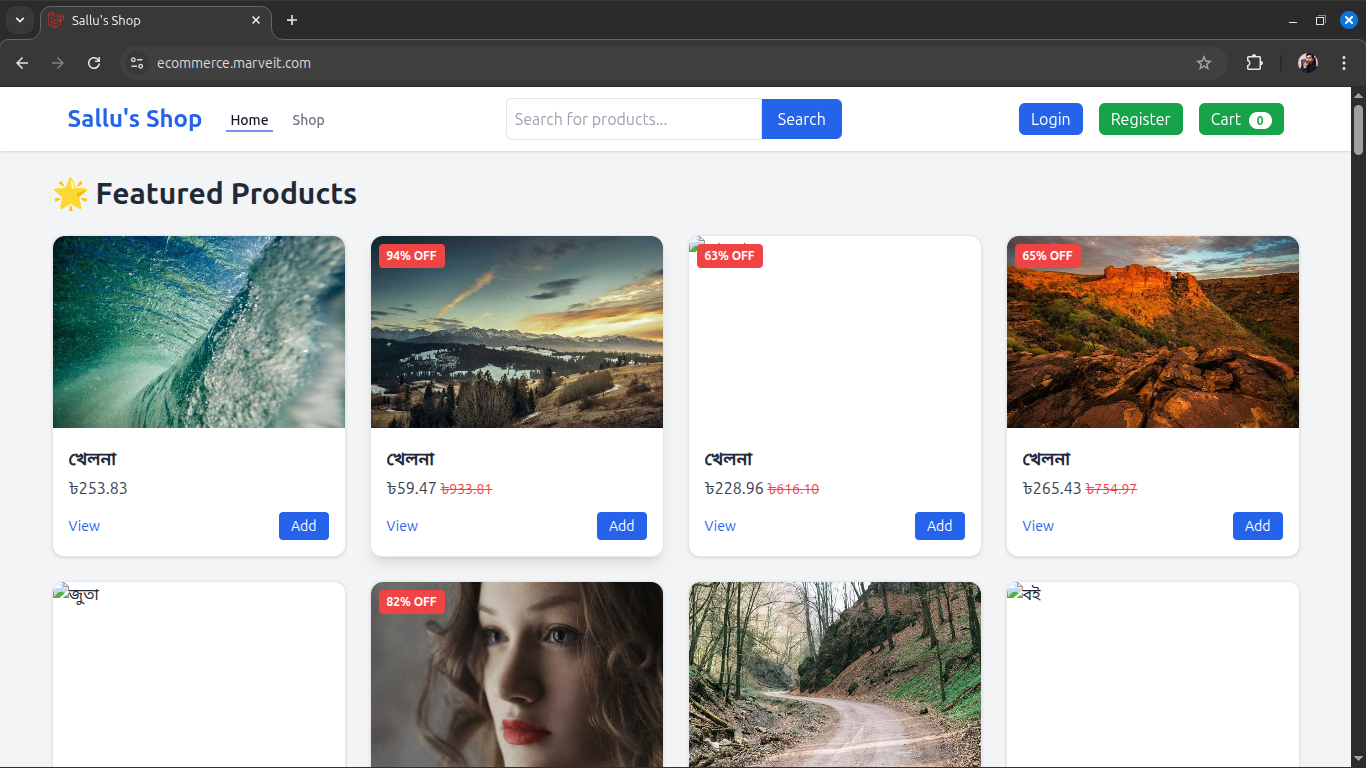 Sallu's Shop
ecommerce.marveit.com
Sallu's Shop Home Shop Search for products... Search Login Register Cart 0
🌟 Featured Products
94% OFF 63% OFF 65% OFF
খেলনা খেলনা খেলনা খেলনা
৳253.83 ৳59.47 ৳933.81 ৳228.96 ৳616.10 ৳265.43 ৳754.97
View Add View Add View Add View Add
জুতা 82% OFF বই